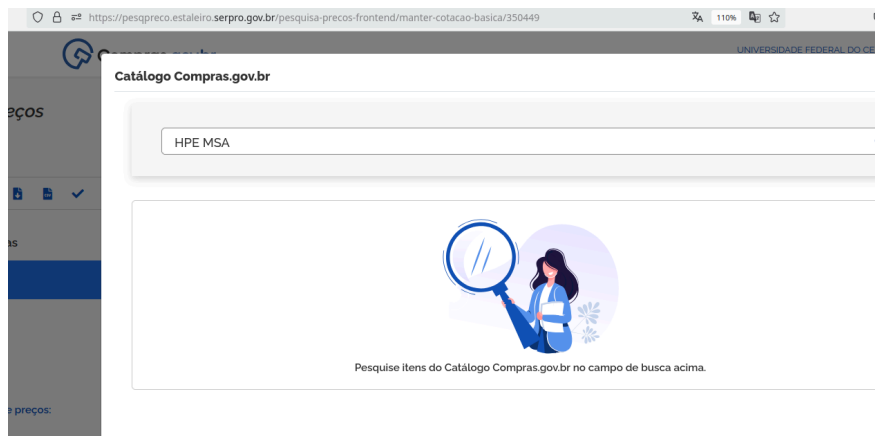 https://pesqpreco.estaleiro.serpro.gov.br/pesquisa-precos-frontend/manter-cotacao-basica/350449
110%
UNIVERSIDADE FEDERAL DO CE
Catálogo Compras.gov.br
eços
HPE MSA
as
Pesquise itens do Catálogo Compras.gov.br no campo de busca acima.
e preços: